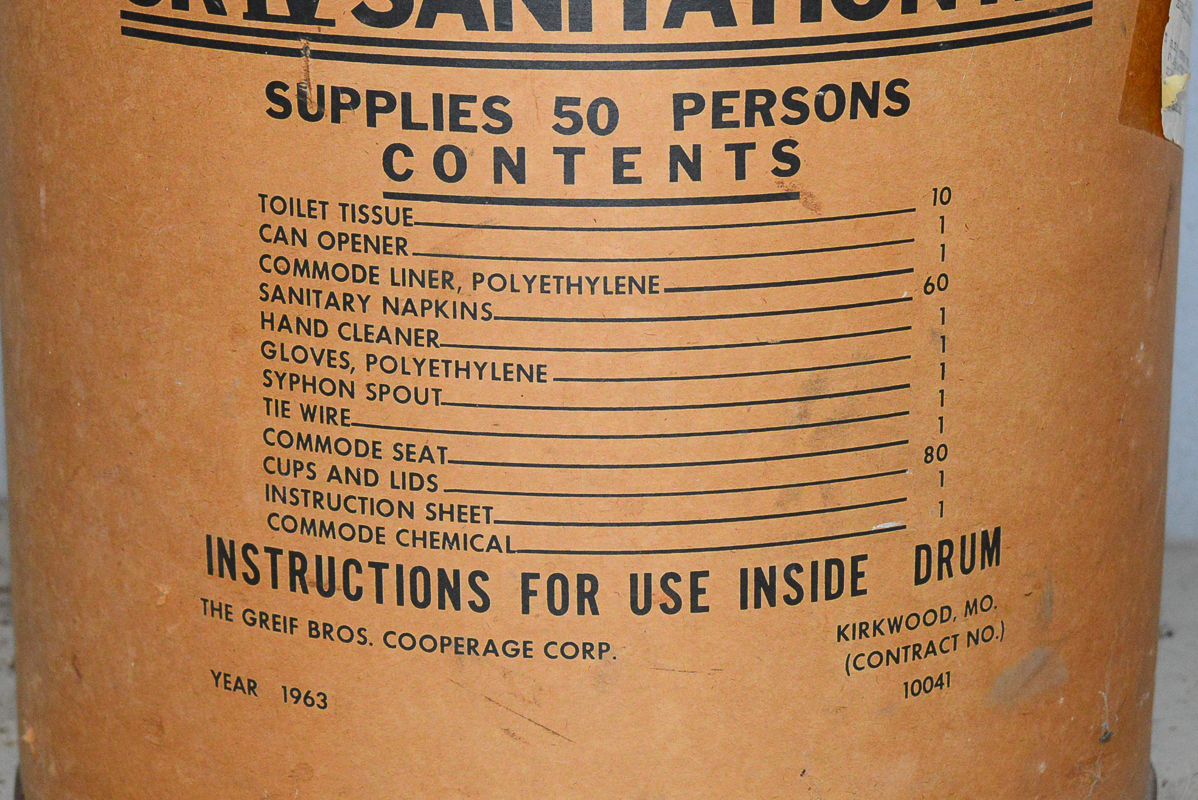 SK IV SANITATION
SUPPLIES 50 PERSONS
CONTENTS
TOILET TISSUE 10
CAN OPENER 1
COMMODE LINER, POLYETHYLENE 1
SANITARY NAPKINS 60
HAND CLEANER 1
GLOVES, POLYETHYLENE 1
SYPHON SPOUT 1
TIE WIRE 1
COMMODE SEAT 1
CUPS AND LIDS 80
INSTRUCTION SHEET 1
COMMODE CHEMICAL 1
INSTRUCTIONS FOR USE INSIDE DRUM
THE GREIF BROS. COOPERAGE CORP.
KIRKWOOD, MO.
(CONTRACT NO.)
YEAR 1963
10041